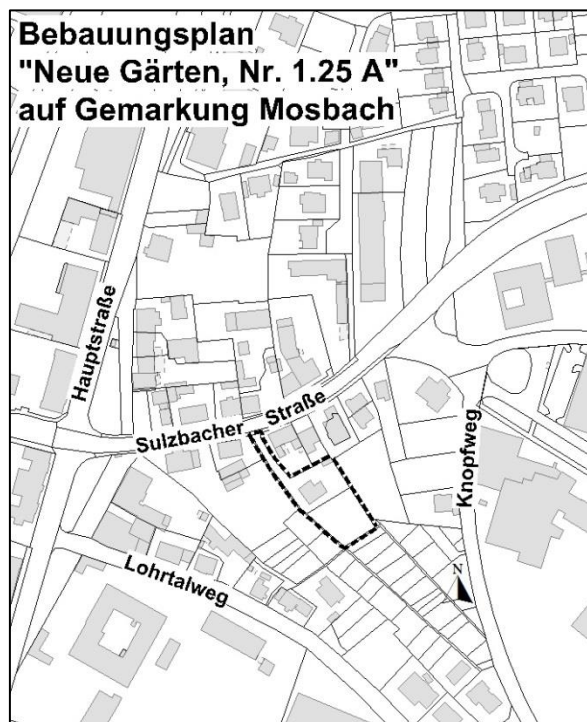 Bebauungsplan
"Neue Gärten, Nr. 1.25 A"
auf Gemarkung Mosbach
Hauptstraße
Sulzbacher Straße
Knopfweg
Lohrtalweg
N